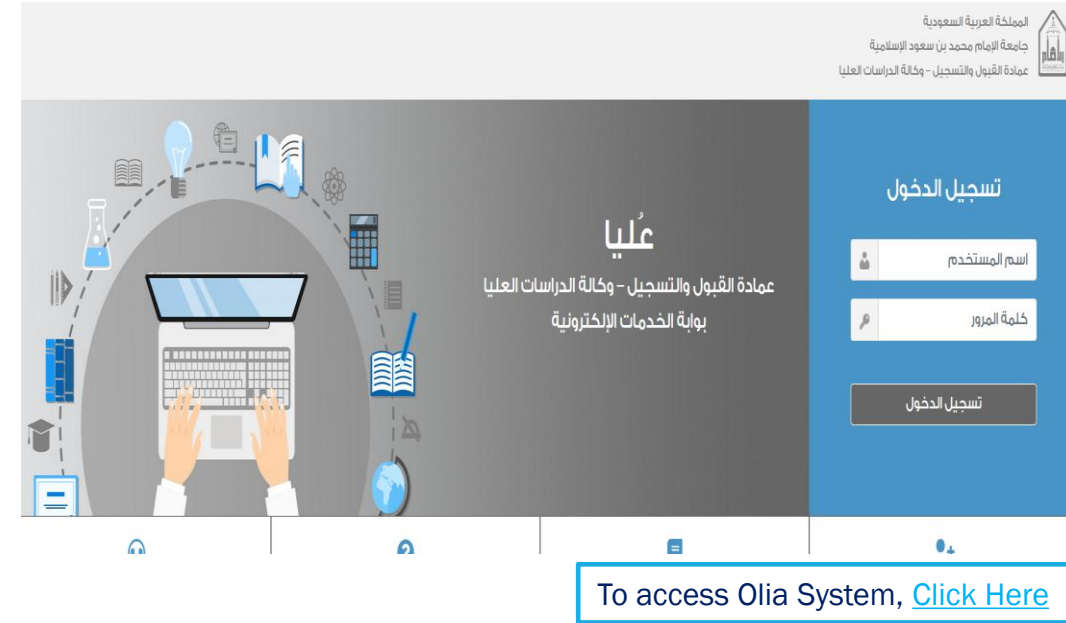 المملكة العربية السعودية
جامعة الإمام محمد بن سعود الإسلامية
عمادة القبول والتسجيل - وكالة الدراسات العليا
تسجيل الدخول
اسم المستخدم
كلمة المرور
تسجيل الدخول
عُليا
عمادة القبول والتسجيل - وكالة الدراسات العليا
بوابة الخدمات الإلكترونية
To access Olia System, Click Here